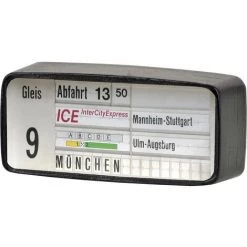 Gleis Abfahrt 13 50
ICE InterCityExpress Mannheim-Stuttgart
A B C D E
9 Ulm-Augsburg
MÜNCHEN